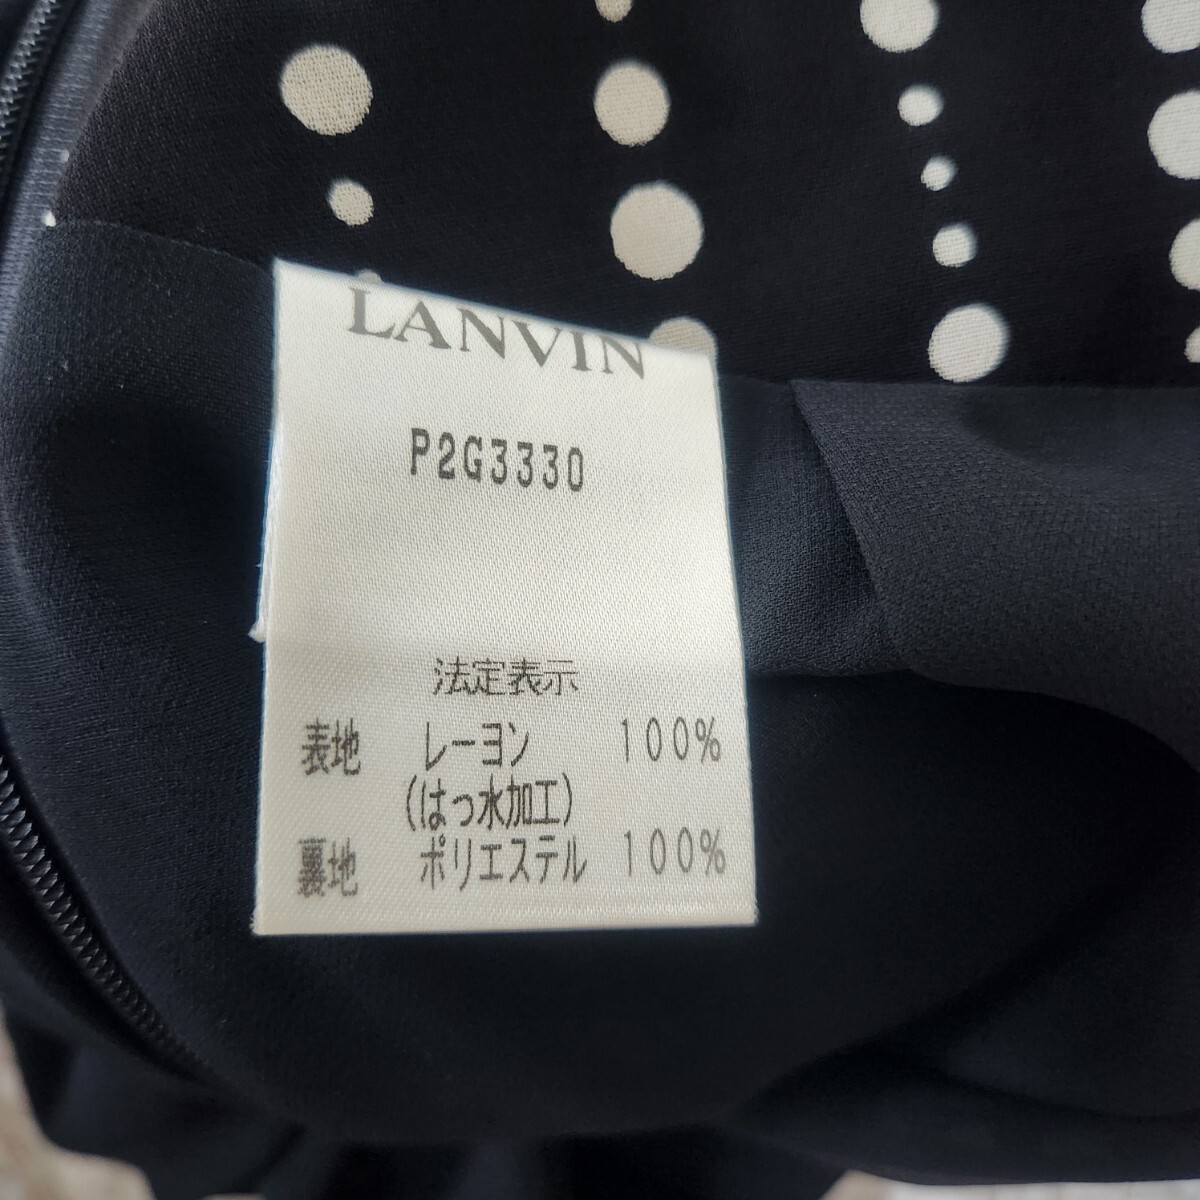 LANVIN
P2G3330
法定表示
表地 レーヨン 100%
(はっ水加工)
裏地 ポリエステル 100%